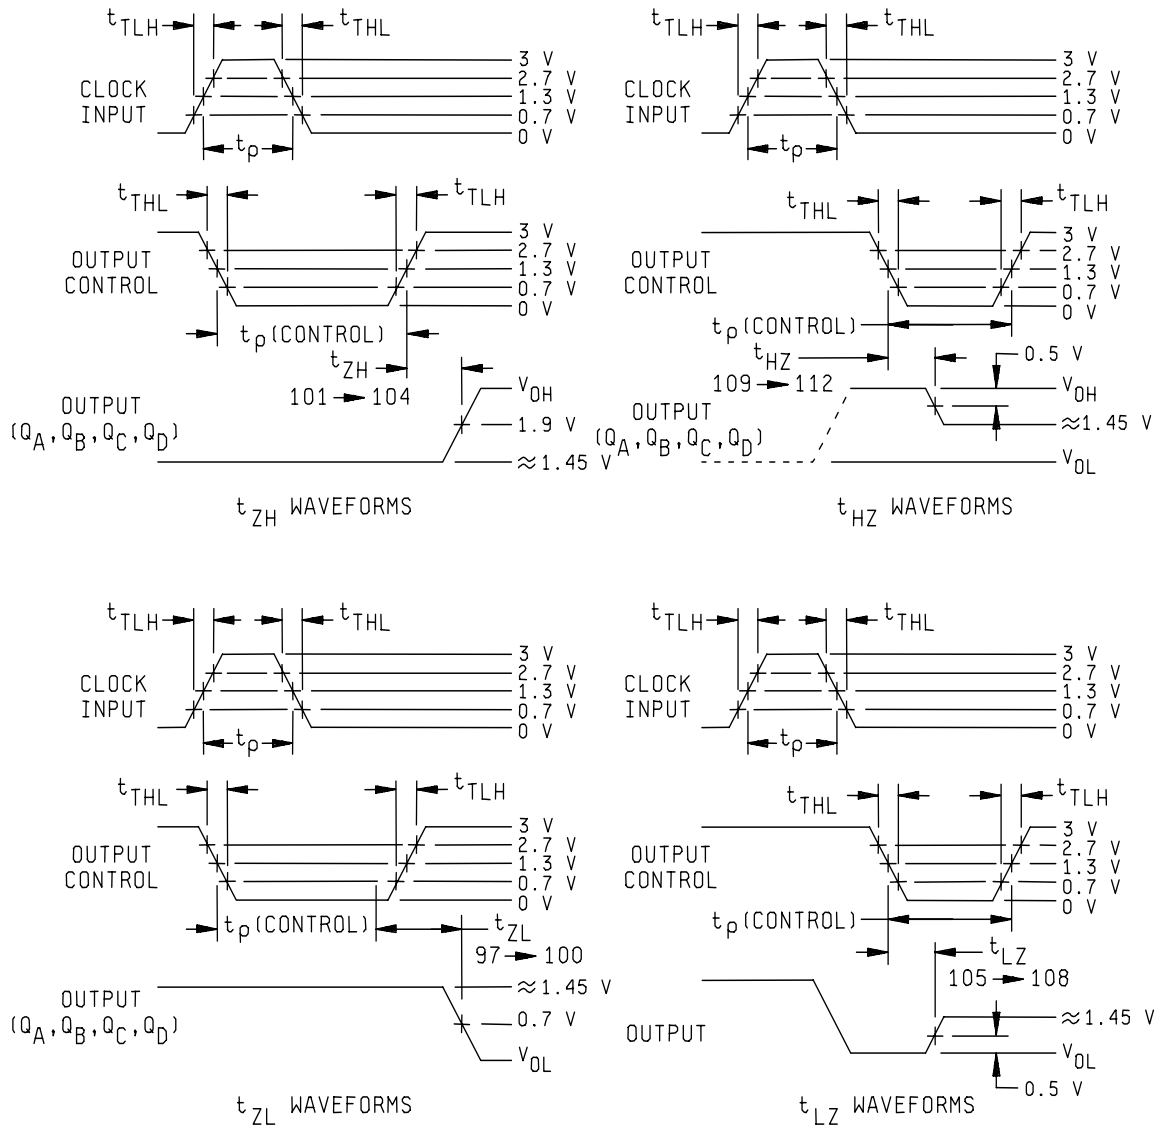 tTLH
tTHL
CLOCK
INPUT
3 V
2.7 V
1.3 V
0.7 V
0 V
tp
tTHL
tTLH
OUTPUT
CONTROL
3 V
2.7 V
1.3 V
0.7 V
0 V
tp(CONTROL)
tZH
101 → 104
OUTPUT
(QA,QB,QC,QD)
VOH
1.9 V
≈1.45 V
tZH WAVEFORMS
tTLH
tTHL
CLOCK
INPUT
3 V
2.7 V
1.3 V
0.7 V
0 V
tp
tTHL
tTLH
OUTPUT
CONTROL
3 V
2.7 V
1.3 V
0.7 V
0 V
tp(CONTROL)
tHZ
0.5 V
109 → 112
OUTPUT
(QA,QB,QC,QD)
VOH
≈1.45 V
VOL
tHZ WAVEFORMS
tTLH
tTHL
CLOCK
INPUT
3 V
2.7 V
1.3 V
0.7 V
0 V
tp
tTHL
tTLH
OUTPUT
CONTROL
3 V
2.7 V
1.3 V
0.7 V
0 V
tp(CONTROL)
tZL
97 → 100
OUTPUT
(QA,QB,QC,QD)
≈1.45 V
0.7 V
VOL
tZL WAVEFORMS
tTLH
tTHL
CLOCK
INPUT
3 V
2.7 V
1.3 V
0.7 V
0 V
tp
tTHL
tTLH
OUTPUT
CONTROL
3 V
2.7 V
1.3 V
0.7 V
0 V
tp(CONTROL)
tLZ
105 → 108
OUTPUT
≈1.45 V
VOL
0.5 V
tLZ WAVEFORMS